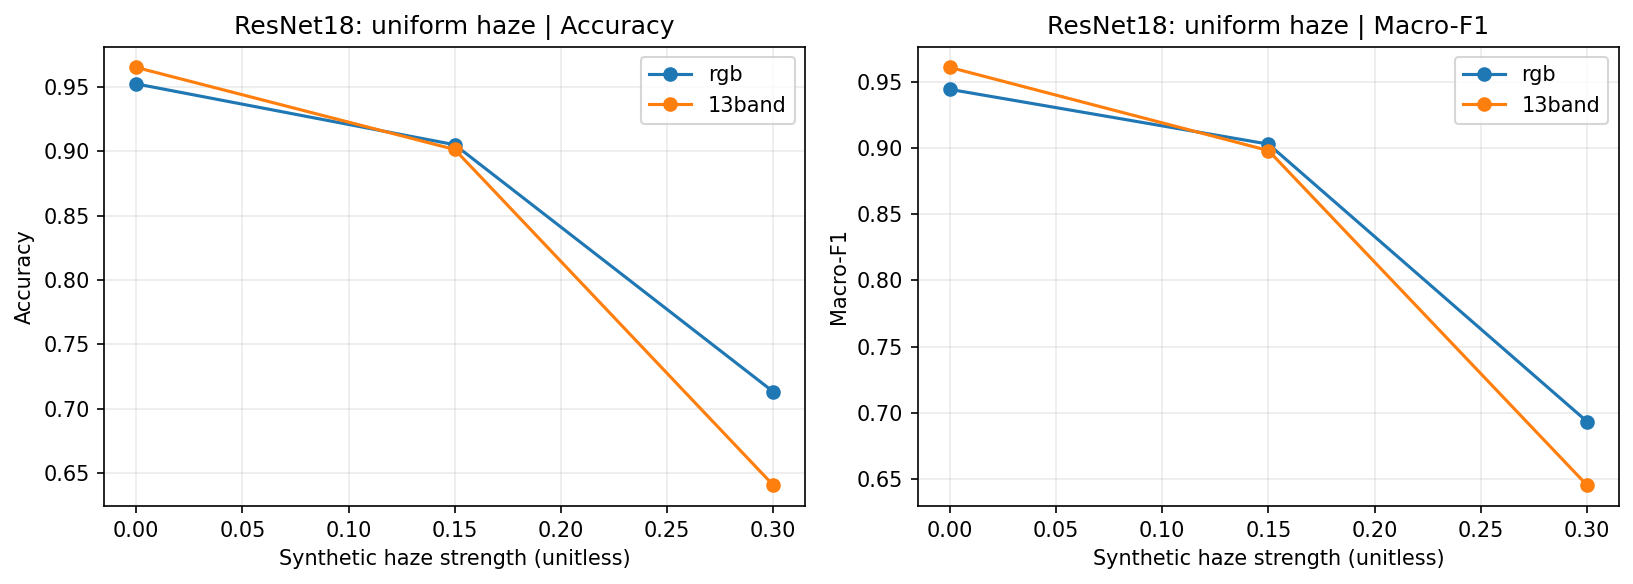 ResNet18: uniform haze | Accuracy
rgb
13band
0.95
0.90
0.85
0.80
0.75
0.70
0.65
Accuracy
0.00 0.05 0.10 0.15 0.20 0.25 0.30
Synthetic haze strength (unitless)
ResNet18: uniform haze | Macro-F1
rgb
13band
0.95
0.90
0.85
0.80
0.75
0.70
0.65
Macro-F1
0.00 0.05 0.10 0.15 0.20 0.25 0.30
Synthetic haze strength (unitless)